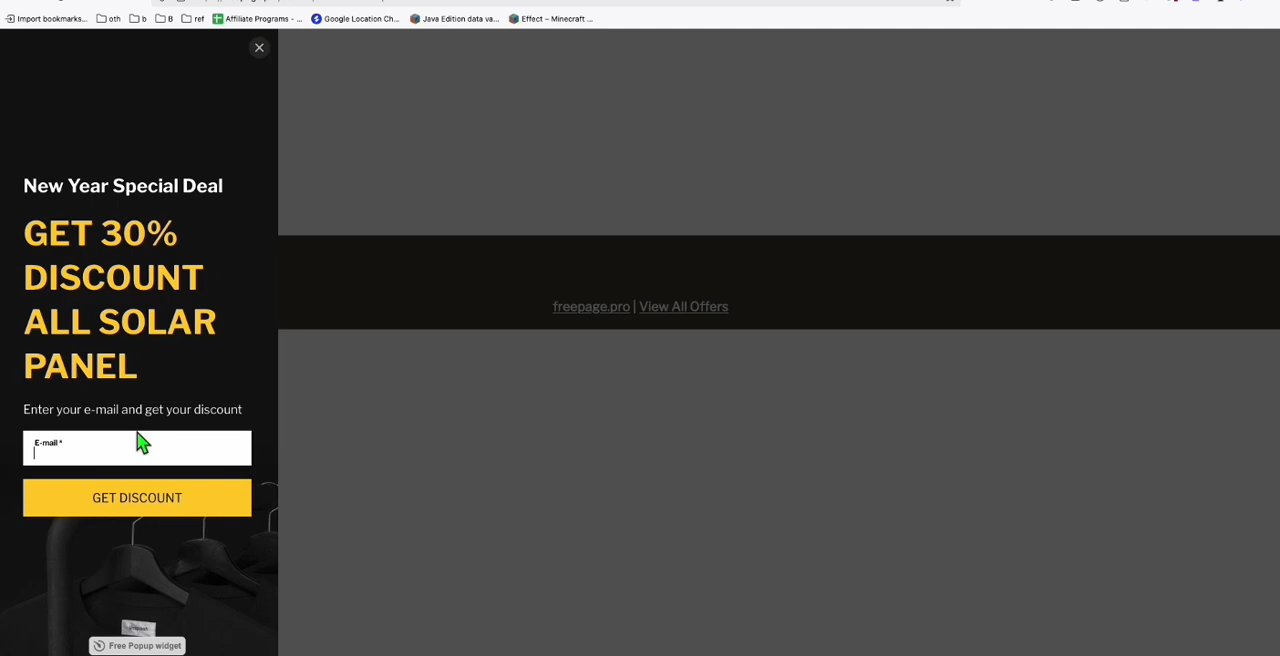 Import bookmarks... oth b B ref Affiliate Programs - ... Google Location Ch... Java Edition data va... Effect – Minecraft ...
New Year Special Deal
GET 30%
DISCOUNT
ALL SOLAR
PANEL
Enter your e-mail and get your discount
E-mail *
GET DISCOUNT
Free Popup widget
freepage.pro | View All Offers